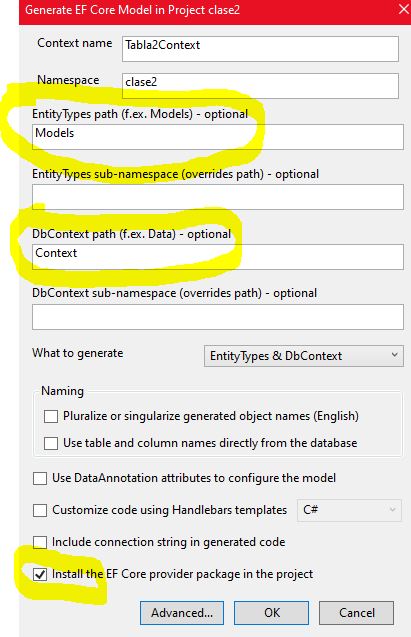 Generate EF Core Model in Project clase2
Context name
Tabla2Context
Namespace
clase2
EntityTypes path (f.ex. Models) - optional
Models
EntityTypes sub-namespace (overrides path) - optional
DbContext path (f.ex. Data) - optional
Context
DbContext sub-namespace (overrides path) - optional
What to generate
EntityTypes & DbContext
Naming
Pluralize or singularize generated object names (English)
Use table and column names directly from the database
Use DataAnnotation attributes to configure the model
Customize code using Handlebars templates
C#
Include connection string in generated code
Install the EF Core provider package in the project
Advanced...
OK
Cancel